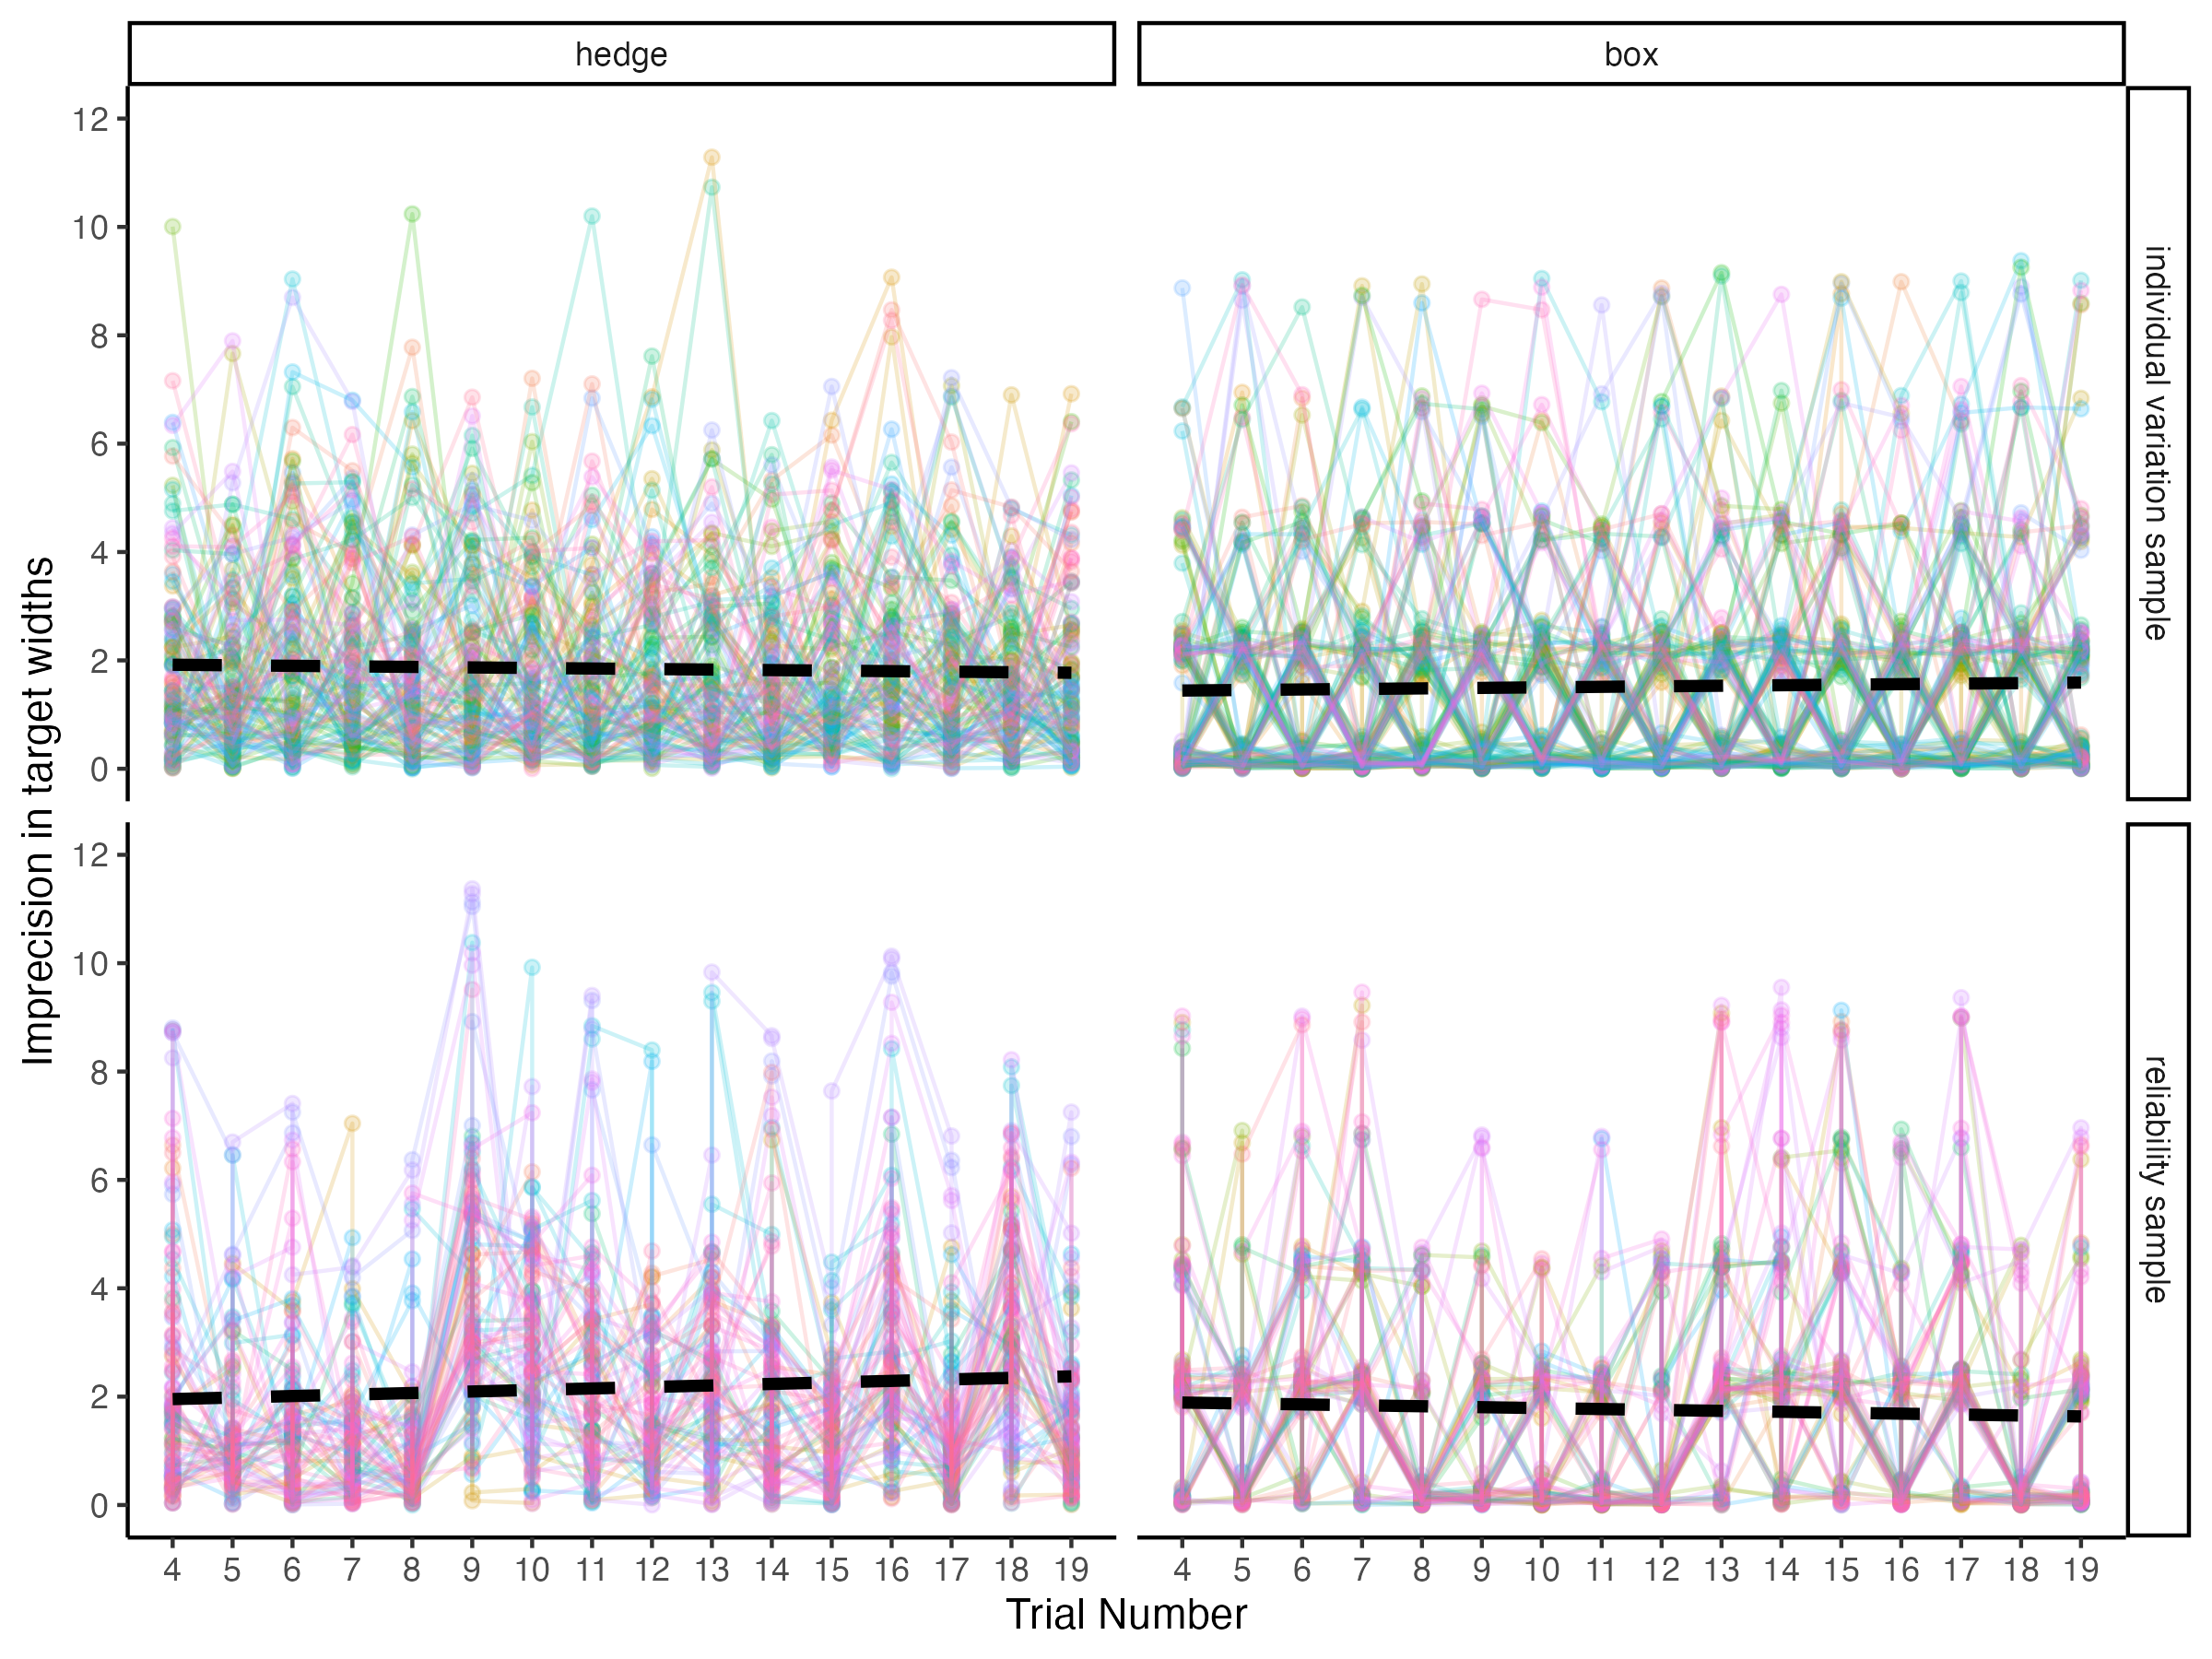 hedge
box
12
10
8
6
4
2
0
individual variation sample
12
10
8
6
4
2
0
reliability sample
Imprecision in target widths
4 5 6 7 8 9 10 11 12 13 14 15 16 17 18 19
4 5 6 7 8 9 10 11 12 13 14 15 16 17 18 19
Trial Number